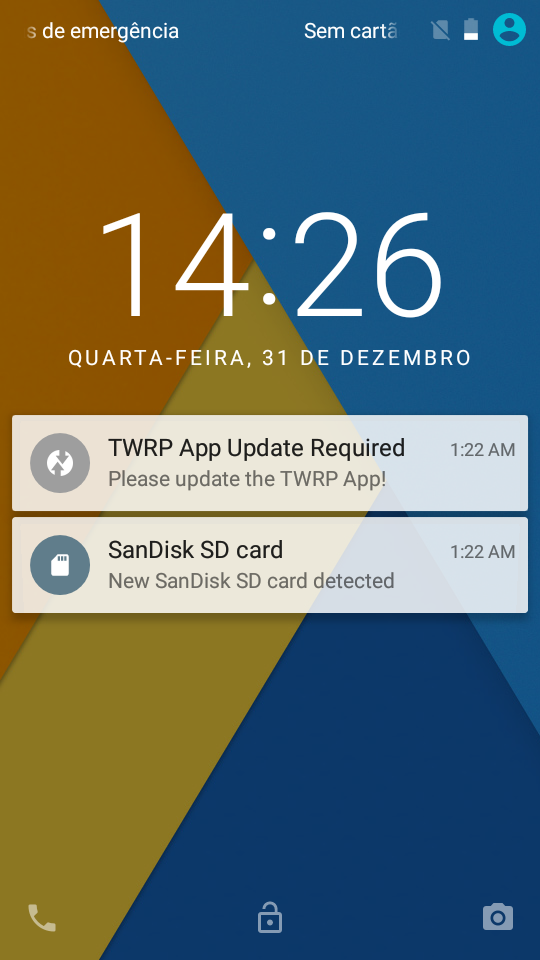 s de emergência Sem cartã
14:26
QUARTA-FEIRA, 31 DE DEZEMBRO
TWRP App Update Required 1:22 AM
Please update the TWRP App!
SanDisk SD card 1:22 AM
New SanDisk SD card detected